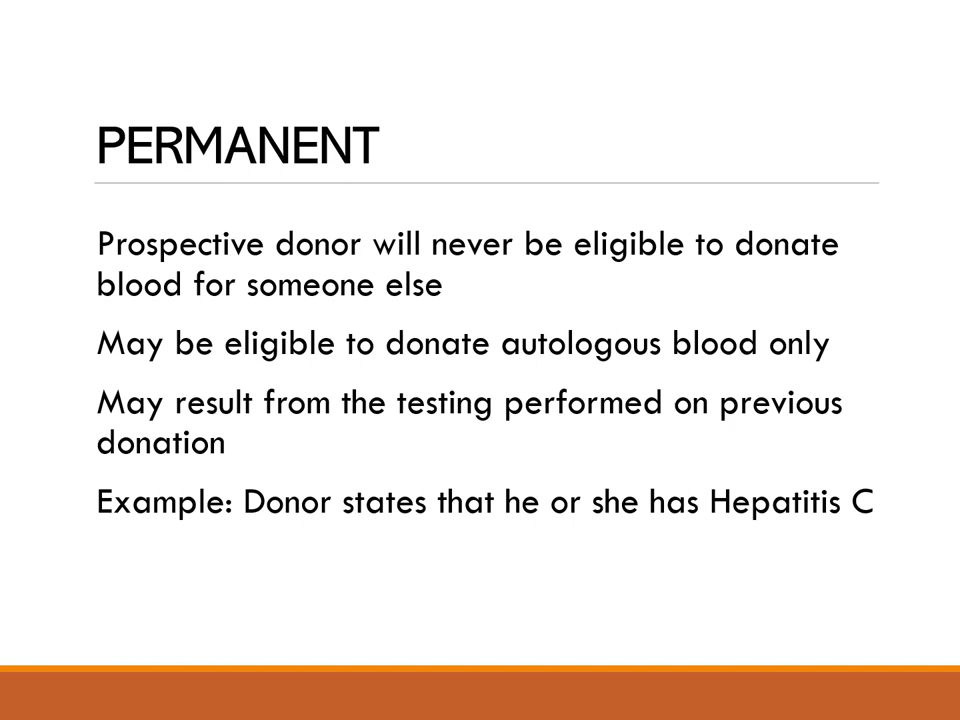 PERMANENT
Prospective donor will never be eligible to donate
blood for someone else
May be eligible to donate autologous blood only
May result from the testing performed on previous
donation
Example: Donor states that he or she has Hepatitis C